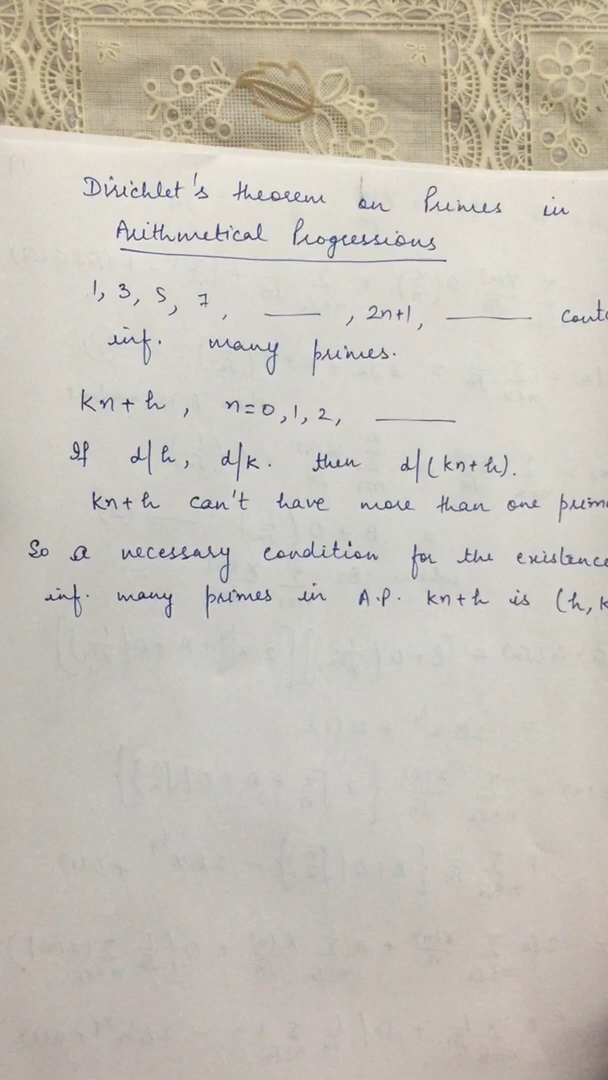 Dirichlet's theorem on Primes in
Arithmetical Progressions
1, 3, 5, 7, ——, 2n+1, ——— conta
inf. many primes.
kn+h, n=0,1,2, ———
If d/h, d/k. then d/(kn+h).
kn+h can't have more than one prim
So a necessary condition for the existence
inf. many primes in A.P. kn+h is (h, k